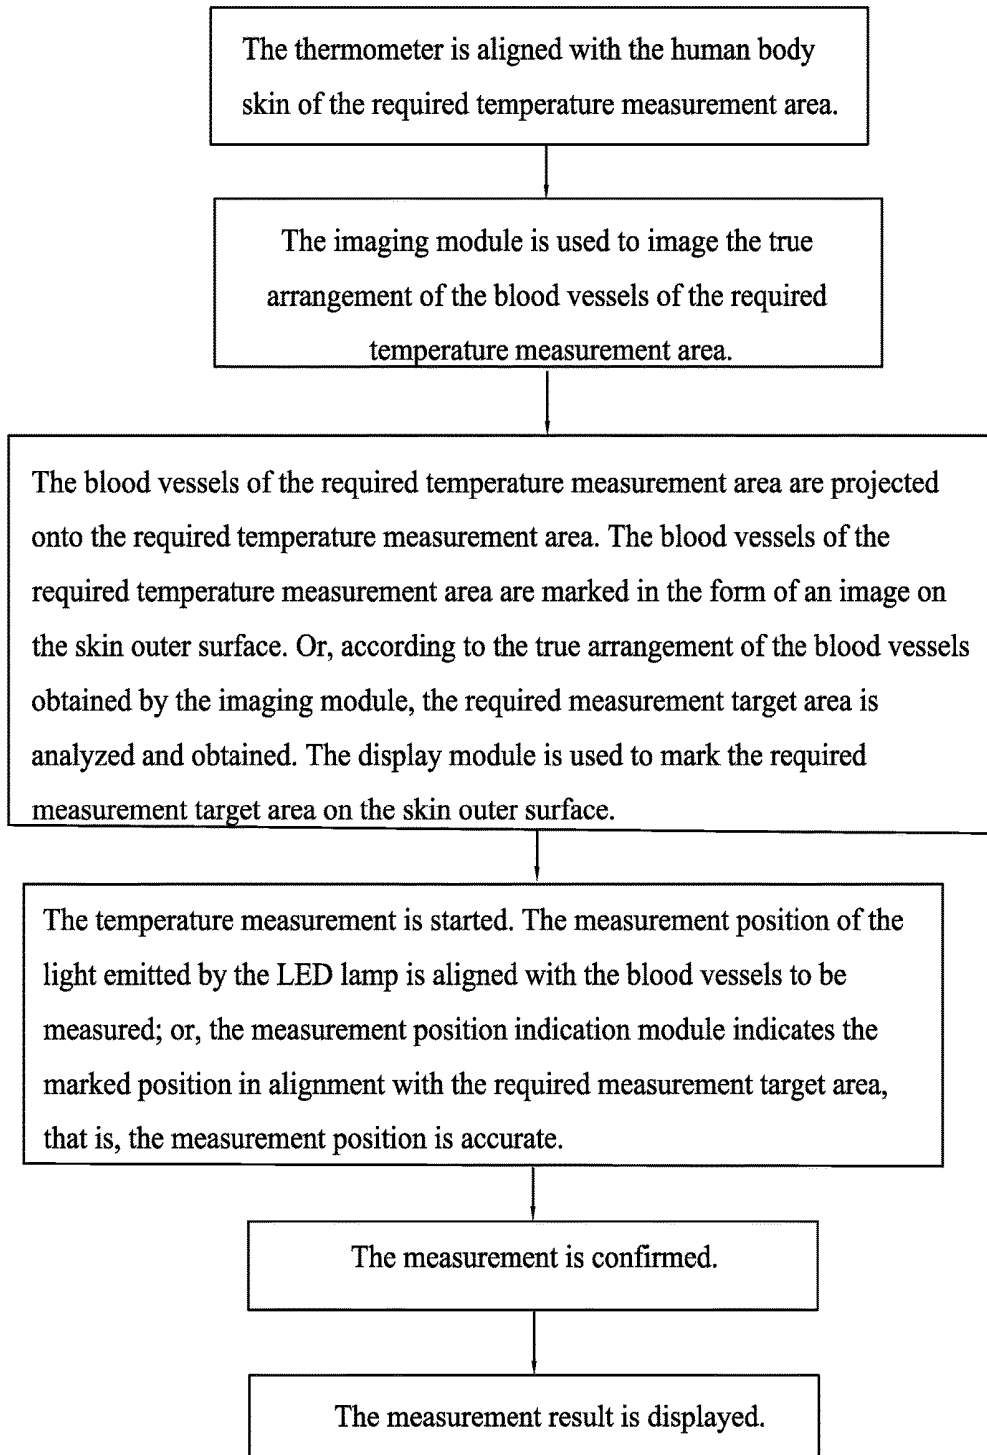 The thermometer is aligned with the human body
skin of the required temperature measurement area.
The imaging module is used to image the true
arrangement of the blood vessels of the required
temperature measurement area.
The blood vessels of the required temperature measurement area are projected
onto the required temperature measurement area. The blood vessels of the
required temperature measurement area are marked in the form of an image on
the skin outer surface. Or, according to the true arrangement of the blood vessels
obtained by the imaging module, the required measurement target area is
analyzed and obtained. The display module is used to mark the required
measurement target area on the skin outer surface.
The temperature measurement is started. The measurement position of the
light emitted by the LED lamp is aligned with the blood vessels to be
measured; or, the measurement position indication module indicates the
marked position in alignment with the required measurement target area,
that is, the measurement position is accurate.
The measurement is confirmed.
The measurement result is displayed.